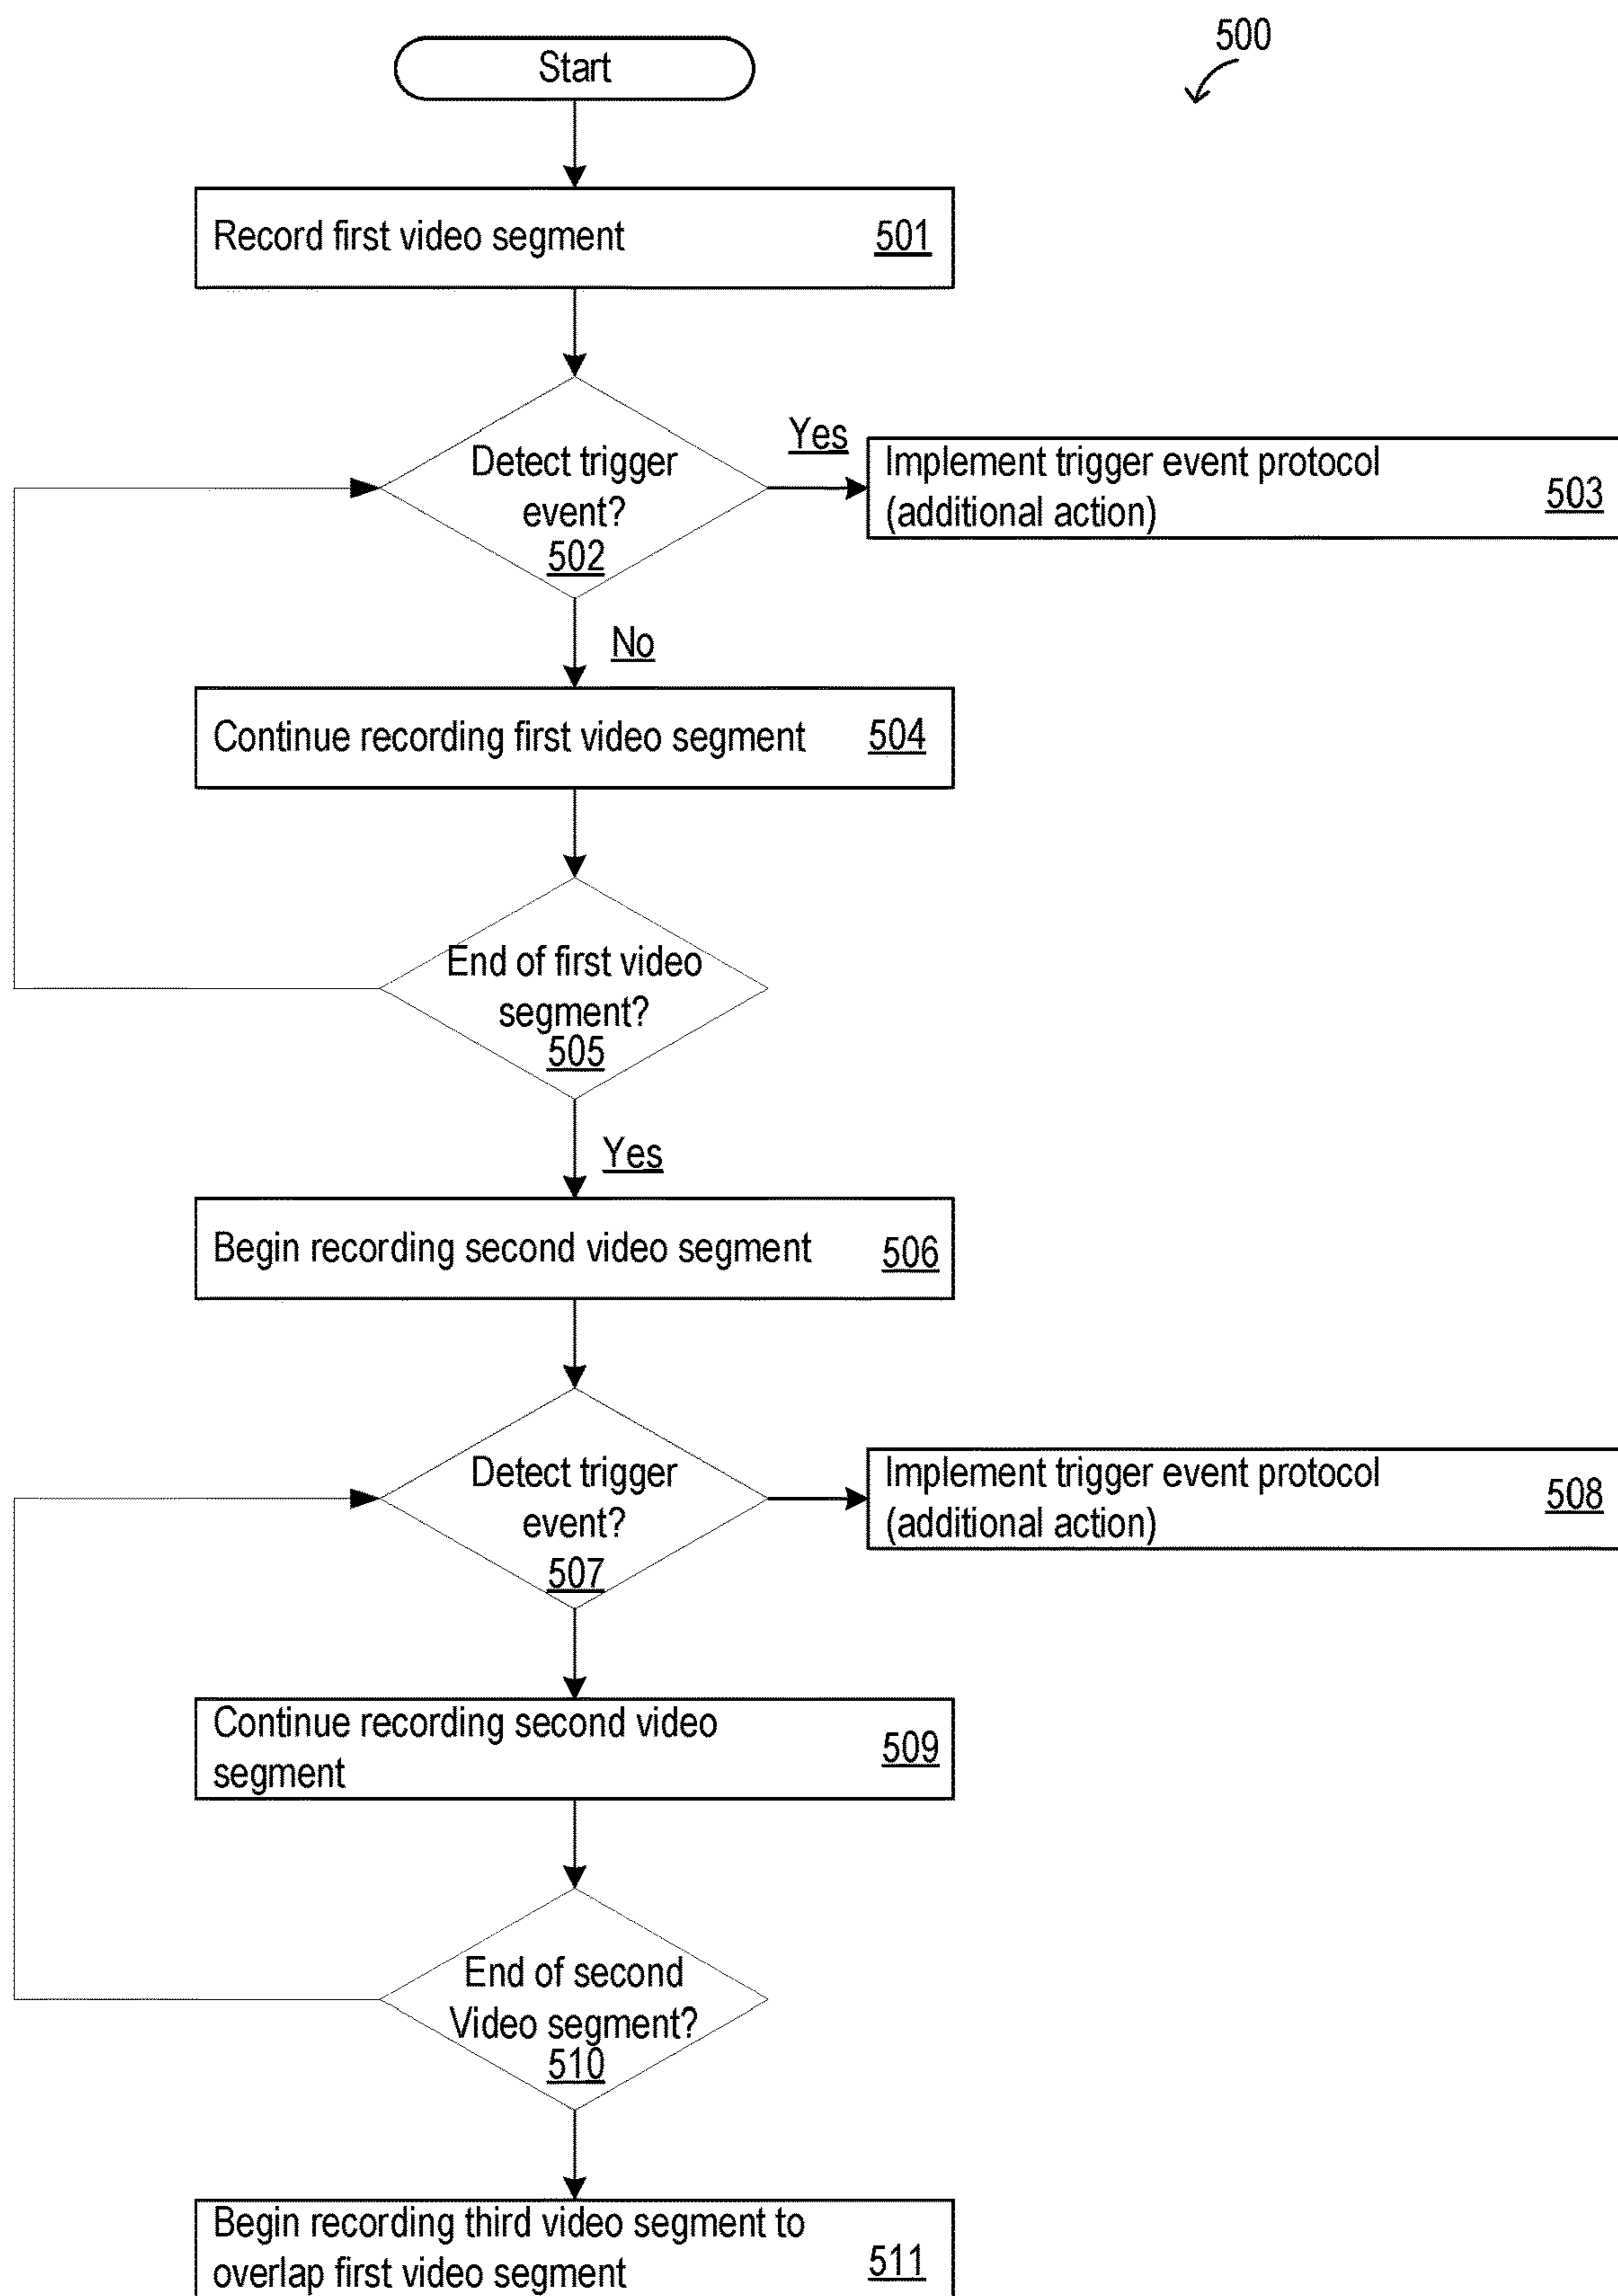 500
Start
Record first video segment 501
Detect trigger
event?
502
Yes
Implement trigger event protocol
(additional action)
503
No
Continue recording first video segment 504
End of first video
segment?
505
Yes
Begin recording second video segment 506
Detect trigger
event?
507
Implement trigger event protocol
(additional action)
508
Continue recording second video
segment
509
End of second
Video segment?
510
Begin recording third video segment to
overlap first video segment
511